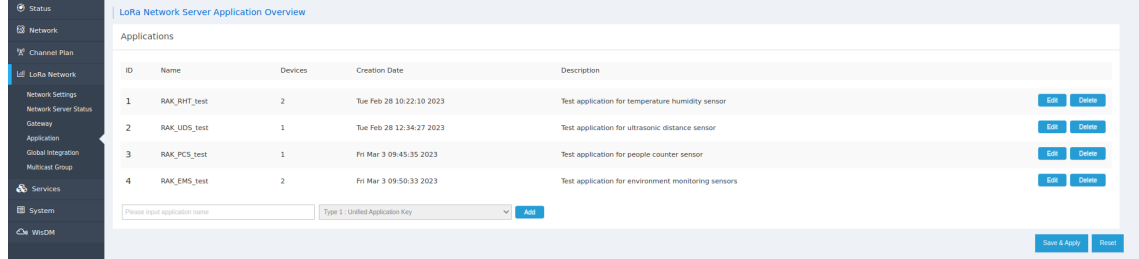 Status
Network
Channel Plan
LoRa Network
Network Settings
Network Server Status
Gateway
Application
Global Integration
Multicast Group
Services
System
WisDM
LoRa Network Server Application Overview
Applications
ID Name Devices Creation Date Description
1 RAK_RHT_test 2 Tue Feb 28 10:22:10 2023 Test application for temperature humidity sensor Edit Delete
2 RAK_UDS_test 1 Tue Feb 28 12:34:27 2023 Test application for ultrasonic distance sensor Edit Delete
3 RAK_PCS_test 1 Fri Mar 3 09:45:35 2023 Test application for people counter sensor Edit Delete
4 RAK_EMS_test 2 Fri Mar 3 09:50:33 2023 Test application for environment monitoring sensors Edit Delete
Please input application name Type 1 : Unified Application Key Add
Save & Apply Reset